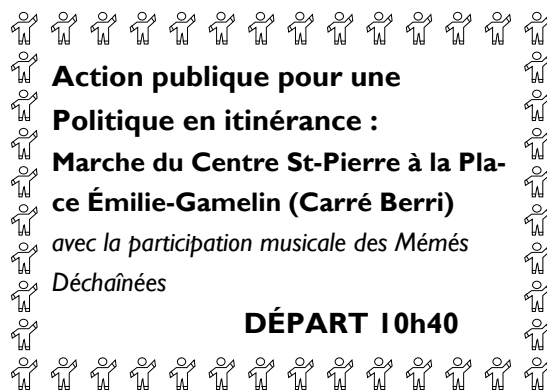 Action publique pour une
Politique en itinérance :
Marche du Centre St-Pierre à la Pla-
ce Émilie-Gamelin (Carré Berri)
avec la participation musicale des Mémés
Déchaînées
DÉPART 10h40